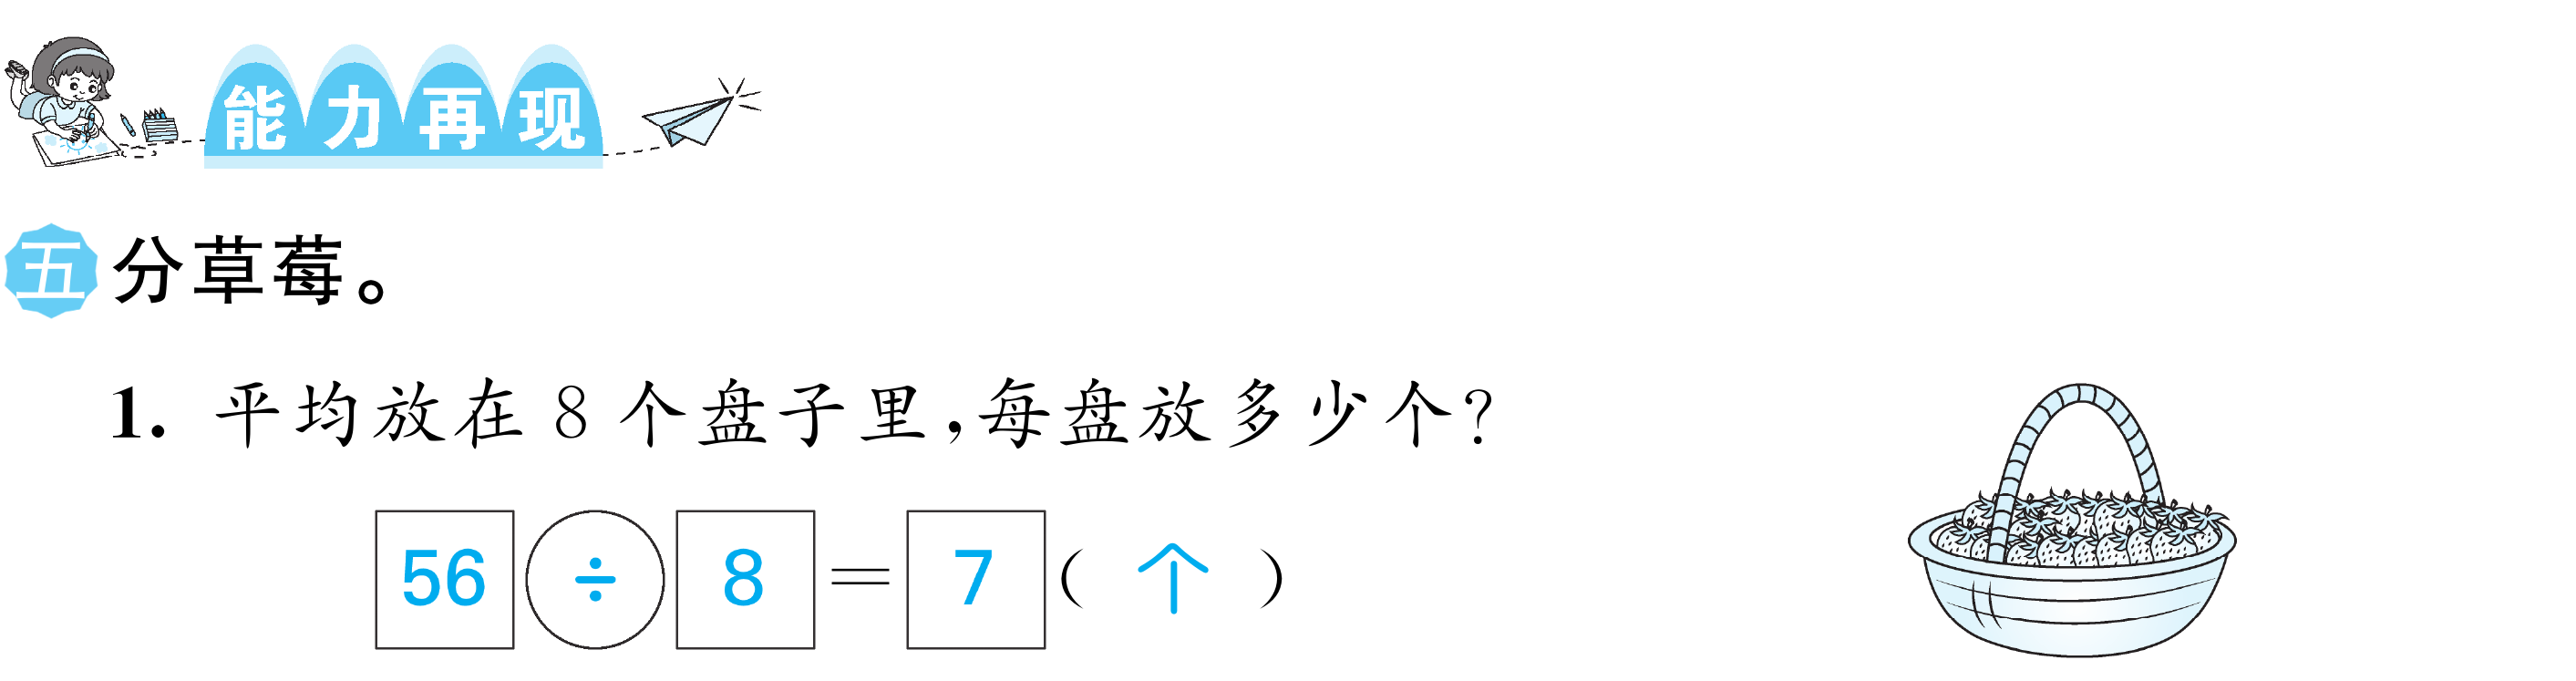 能力再现
五 分草莓。
1. 平均放在 8 个盘子里,每盘放多少个?
56 ÷ 8 = 7 ( 个 )